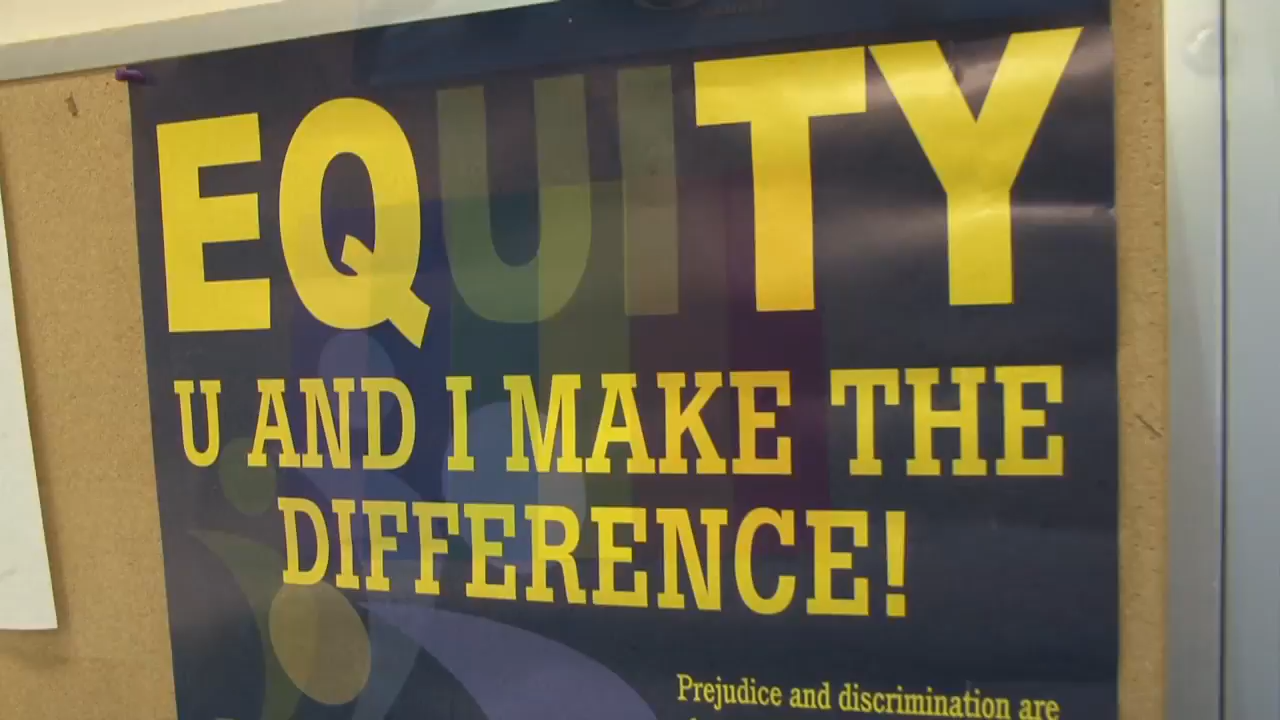 EQUITY
U AND I MAKE THE
DIFFERENCE!
Prejudice and discrimination are